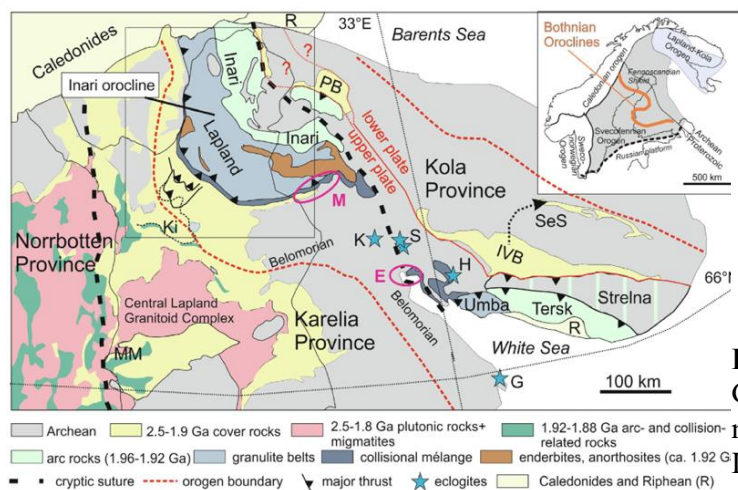 R
33°E
Barents Sea
Caledonides
Inari
?
?
PB
Inari orocline
Lapland
Inari
lower plate
upper plate
Kola
Province
M
SeS
Ki
K
S
IVB
Norrbotten
Province
Belomorian
H
E
66°N
Central Lapland
Granitoid Complex
Karelia
Province
Belomorian
Umba
Tersk
Strelna
R
MM
White Sea
G
100 km
Bothnian
Oroclines
Lapland-Kola
Orogen
Caledonian orogen
Fennoscandian
Shield
Svecofennian
Orogen
Archean
Proterozoic
Sweco-
norwegian
Orogen
Russian platform
500 km
Archean
2.5-1.9 Ga cover rocks
2.5-1.8 Ga plutonic rocks+
migmatites
1.92-1.88 Ga arc- and collision-
related rocks
arc rocks (1.96-1.92 Ga)
granulite belts
collisional mélange
enderbites, anorthosites (ca. 1.92 Ga
cryptic suture
orogen boundary
major thrust
eclogites
Caledonides and Riphean (R)